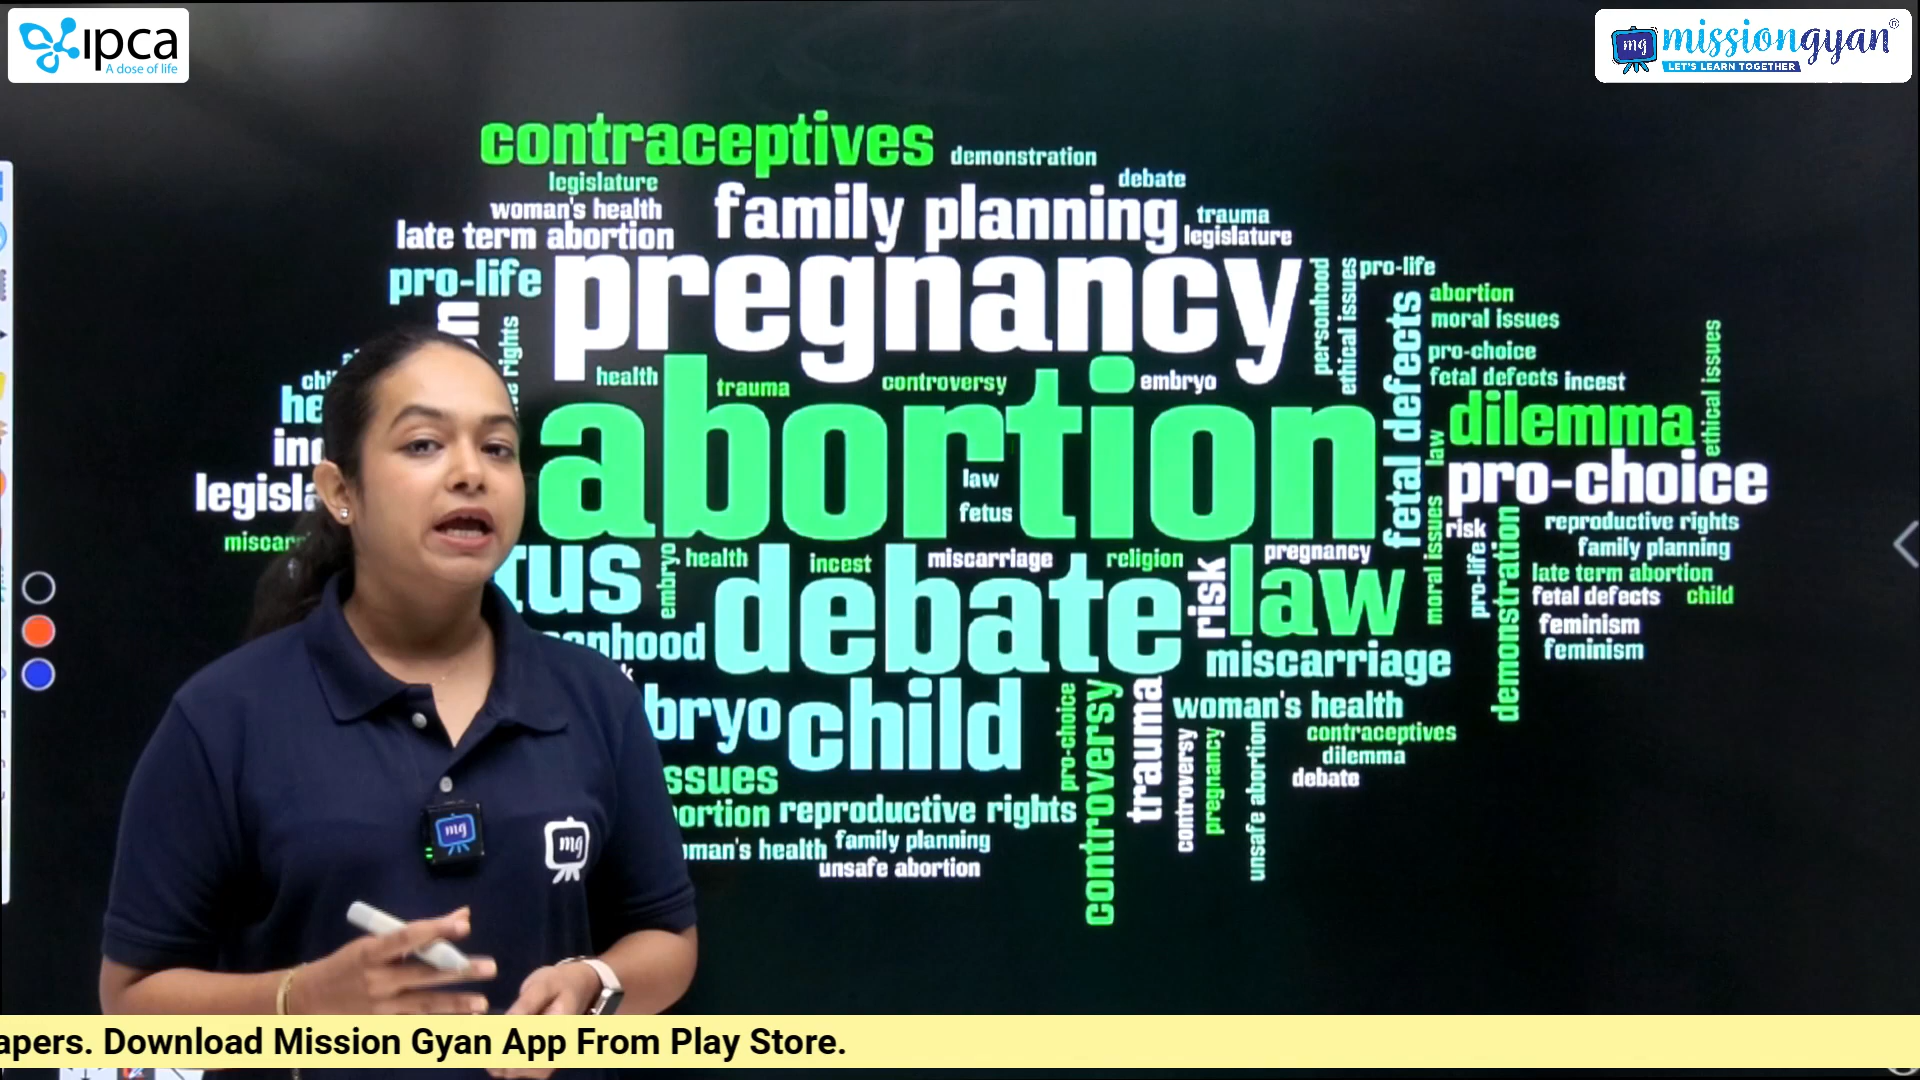 ipca
A dose of life
mg missiongyan®
LET'S LEARN TOGETHER
contraceptives demonstration
legislature debate
woman's health family planning trauma
late term abortion legislature
pro-life pregnancy personhood ethical issues pro-life
fetal defects abortion
moral issues
rights pro-choice
health trauma controversy embryo fetal defects incest
abortion dilemma ethical issues
law law pro-choice
fetus risk reproductive rights
moral issues family planning
embryo health incest miscarriage religion pregnancy late term abortion
debate risk law pro-life demonstration fetal defects child
feminism
miscarriage feminism
child pro-choice controversy trauma woman's health
contraceptives
controversy pregnancy unsafe abortion dilemma
debate
reproductive rights
health family planning
unsafe abortion
mg
mg
Download Mission Gyan App From Play Store.